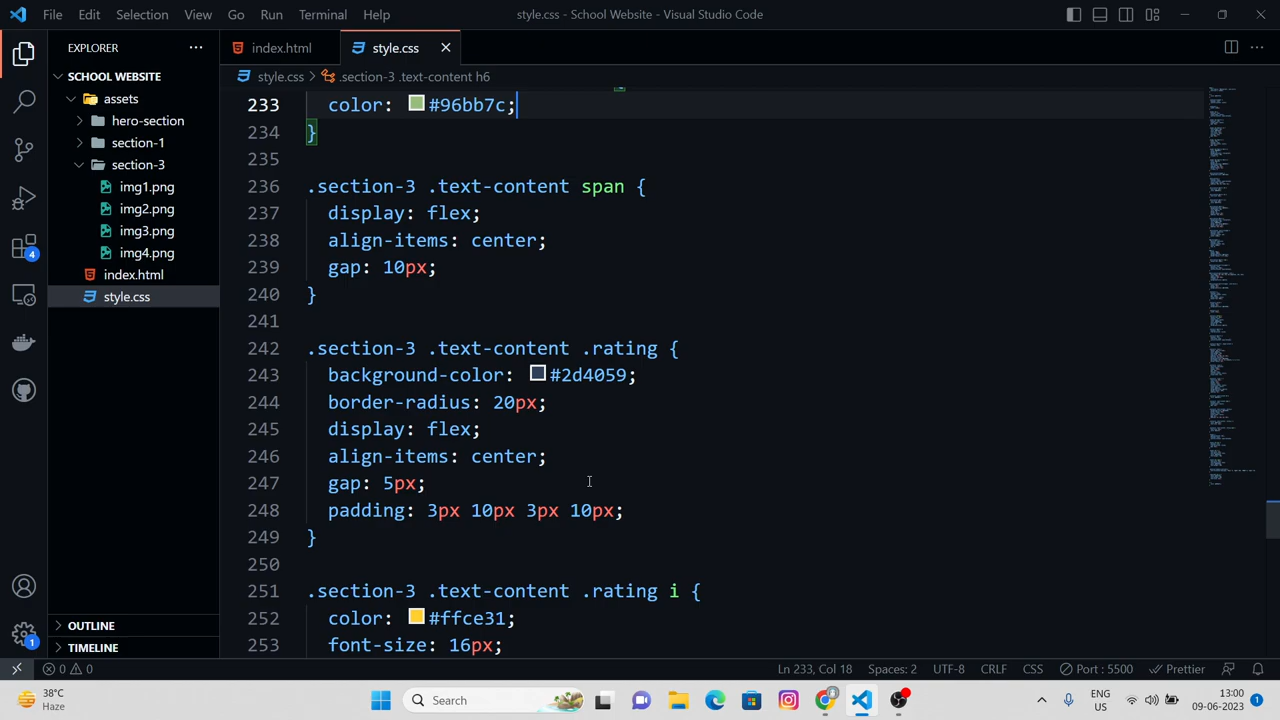 File Edit Selection View Go Run Terminal Help
style.css - School Website - Visual Studio Code
EXPLORER
SCHOOL WEBSITE
assets
hero-section
section-1
section-3
img1.png
img2.png
img3.png
img4.png
index.html
style.css
OUTLINE
TIMELINE
4
1
index.html style.css
style.css > .section-3 .text-content h6
233 color: #96bb7c;
234 }
235
236 .section-3 .text-content span {
237 display: flex;
238 align-items: center;
239 gap: 10px;
240 }
241
242 .section-3 .text-content .rating {
243 background-color: #2d4059;
244 border-radius: 20px;
245 display: flex;
246 align-items: center;
247 gap: 5px;
248 padding: 3px 10px 3px 10px;
249 }
250
251 .section-3 .text-content .rating i {
252 color: #ffce31;
253 font-size: 16px;
0 0 Ln 233, Col 18 Spaces: 2 UTF-8 CRLF CSS Port : 5500 Prettier
38°C
Haze
Search
ENG
US
13:00
09-06-2023
1